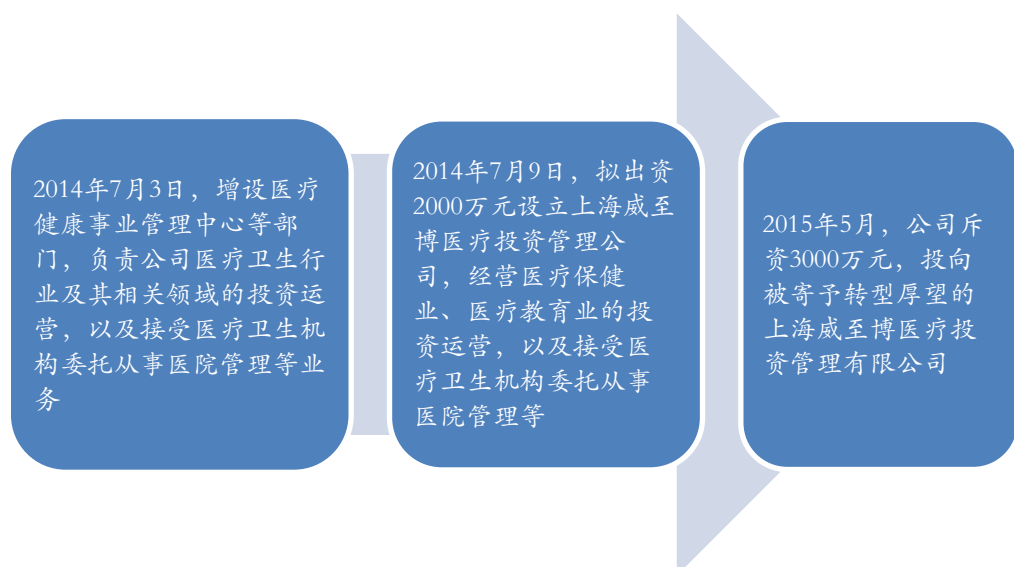 2014年7月3日，增设医疗
健康事业管理中心等部
门，负责公司医疗卫生行
业及其相关领域的投资运
营，以及接受医疗卫生机
构委托从事医院管理等业
务
2014年7月9日，拟出资
2000万元设立上海威至
博医疗投资管理公
司，经营医疗保健
业、医疗教育业的投
资运营，以及接受医
疗卫生机构委托从事
医院管理等
2015年5月，公司斥
资3000万元，投向
被寄予转型厚望的
上海威至博医疗投
资管理有限公司